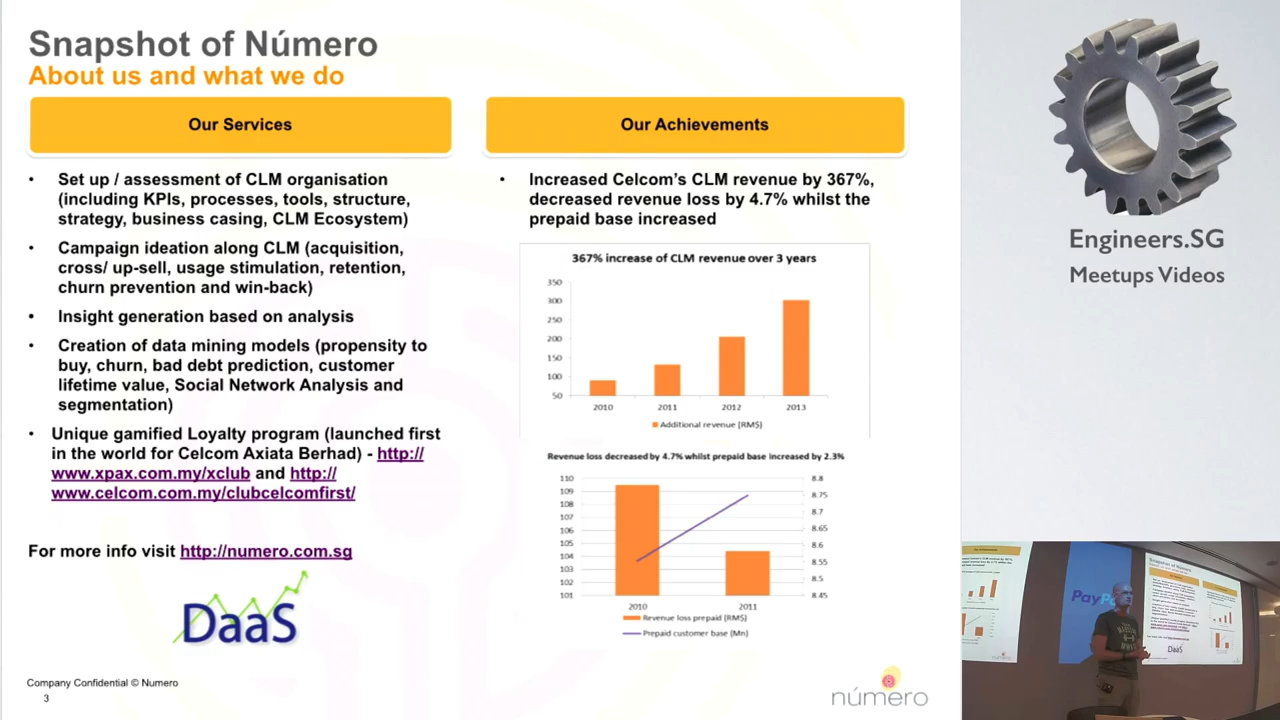 Snapshot of Número
About us and what we do
Our Services
• Set up / assessment of CLM organisation
(including KPIs, processes, tools, structure,
strategy, business casing, CLM Ecosystem)
• Campaign ideation along CLM (acquisition,
cross/ up-sell, usage stimulation, retention,
churn prevention and win-back)
• Insight generation based on analysis
• Creation of data mining models (propensity to
buy, churn, bad debt prediction, customer
lifetime value, Social Network Analysis and
segmentation)
• Unique gamified Loyalty program (launched first
in the world for Celcom Axiata Berhad) - http://
www.xpax.com.my/xclub and http://
www.celcom.com.my/clubcelcomfirst/
For more info visit http://numero.com.sg
DaaS
Our Achievements
• Increased Celcom's CLM revenue by 367%,
decreased revenue loss by 4.7% whilst the
prepaid base increased
367% increase of CLM revenue over 3 years
350
300
250
200
150
100
50
2010 2011 2012 2013
Additional revenue (RM$)
Revenue loss decreased by 4.7% whilst prepaid base increased by 2.3%
110 8.8
109 8.75
108
107 8.7
106 8.65
105
104 8.6
103 8.55
102 8.5
101 8.45
2010 2011
Revenue loss prepaid (RM$)
Prepaid customer base (Mn)
Company Confidential © Numero
3
número
Engineers.SG
Meetups Videos
Snapshot of Número
DaaS